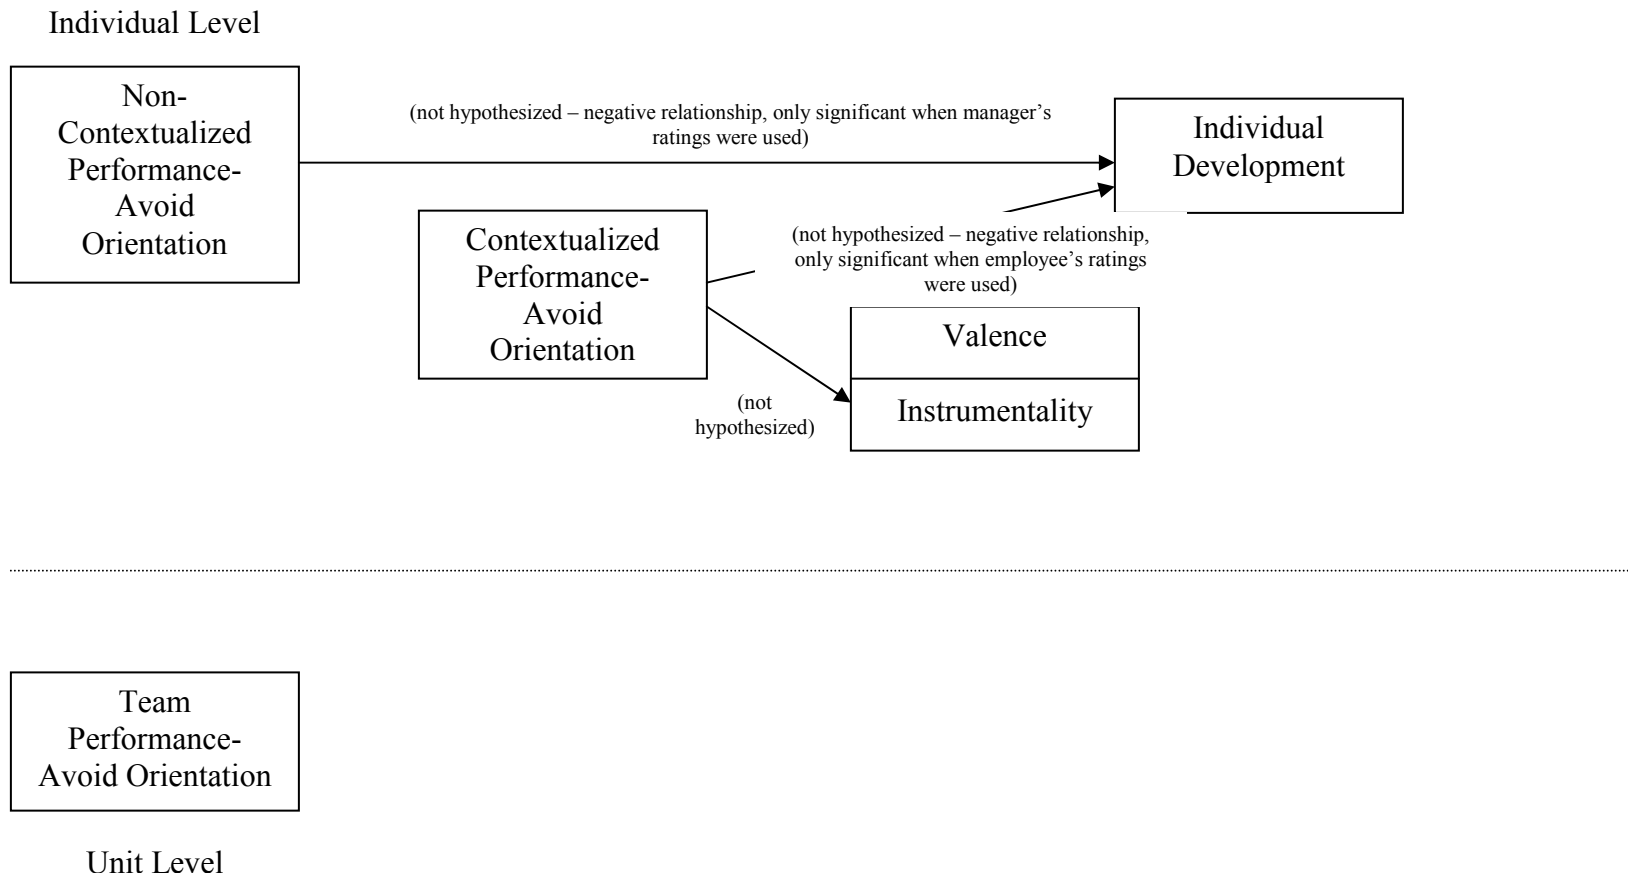 Individual Level
Non-
Contextualized
Performance-
Avoid
Orientation
(not hypothesized – negative relationship, only significant when manager’s
ratings were used)
Individual
Development
Contextualized
Performance-
Avoid
Orientation
(not hypothesized – negative relationship,
only significant when employee’s ratings
were used)
Valence
Instrumentality
(not
hypothesized)
Team
Performance-
Avoid Orientation
Unit Level